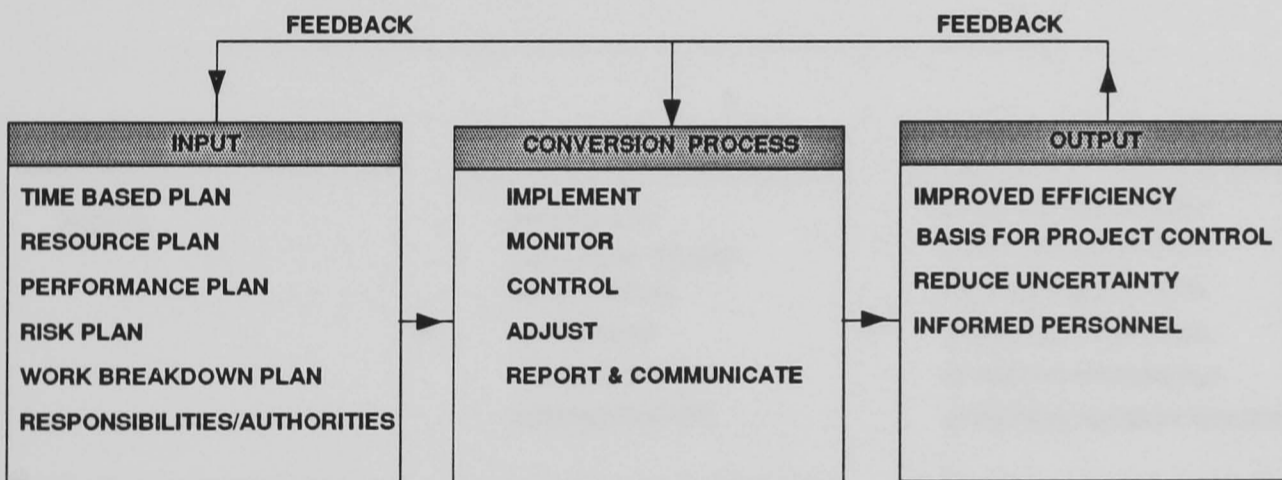 FEEDBACK
FEEDBACK
INPUT
TIME BASED PLAN
RESOURCE PLAN
PERFORMANCE PLAN
RISK PLAN
WORK BREAKDOWN PLAN
RESPONSIBILITIES/AUTHORITIES
CONVERSION PROCESS
IMPLEMENT
MONITOR
CONTROL
ADJUST
REPORT & COMMUNICATE
OUTPUT
IMPROVED EFFICIENCY
BASIS FOR PROJECT CONTROL
REDUCE UNCERTAINTY
INFORMED PERSONNEL